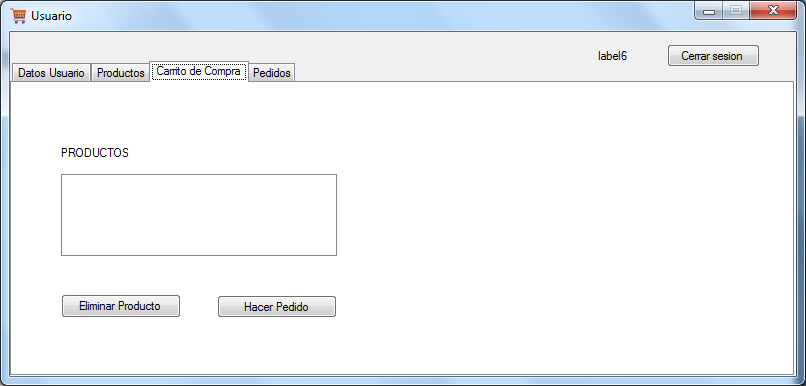 Usuario
label6
Cerrar sesion
Datos Usuario
Productos
Carrito de Compra
Pedidos
PRODUCTOS
Eliminar Producto
Hacer Pedido